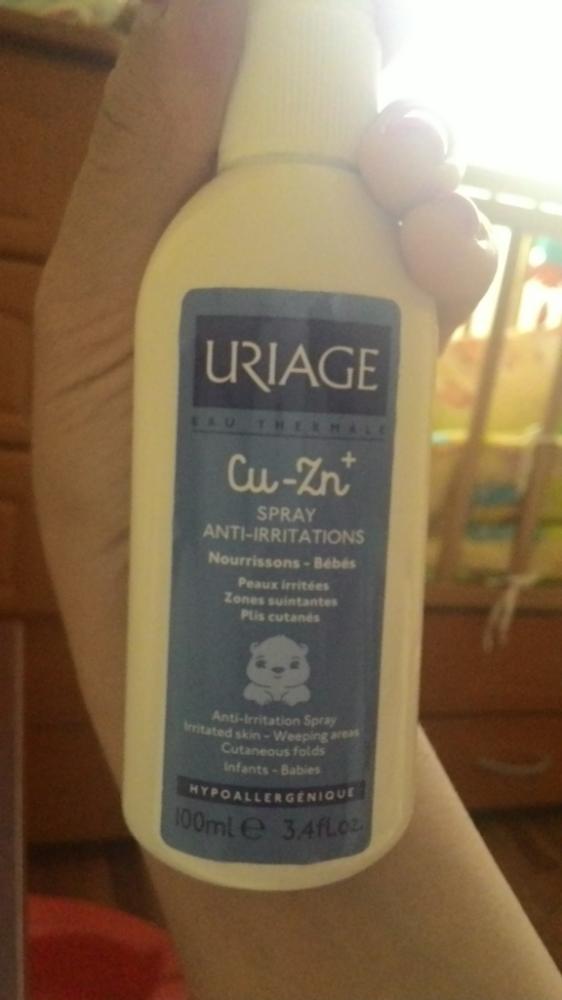 URIAGE
EAU THERMALE
Cu-Zn+
SPRAY
ANTI-IRRITATIONS
Nourrissons - Bébés
Peaux irritées
Zones suintantes
Plis cutanés
Anti-Irritation Spray
Irritated skin - Weeping areas
Cutaneous folds
Infants - Babies
HYPOALLERGÉNIQUE
100ml ℮ 3,4fl.oz.